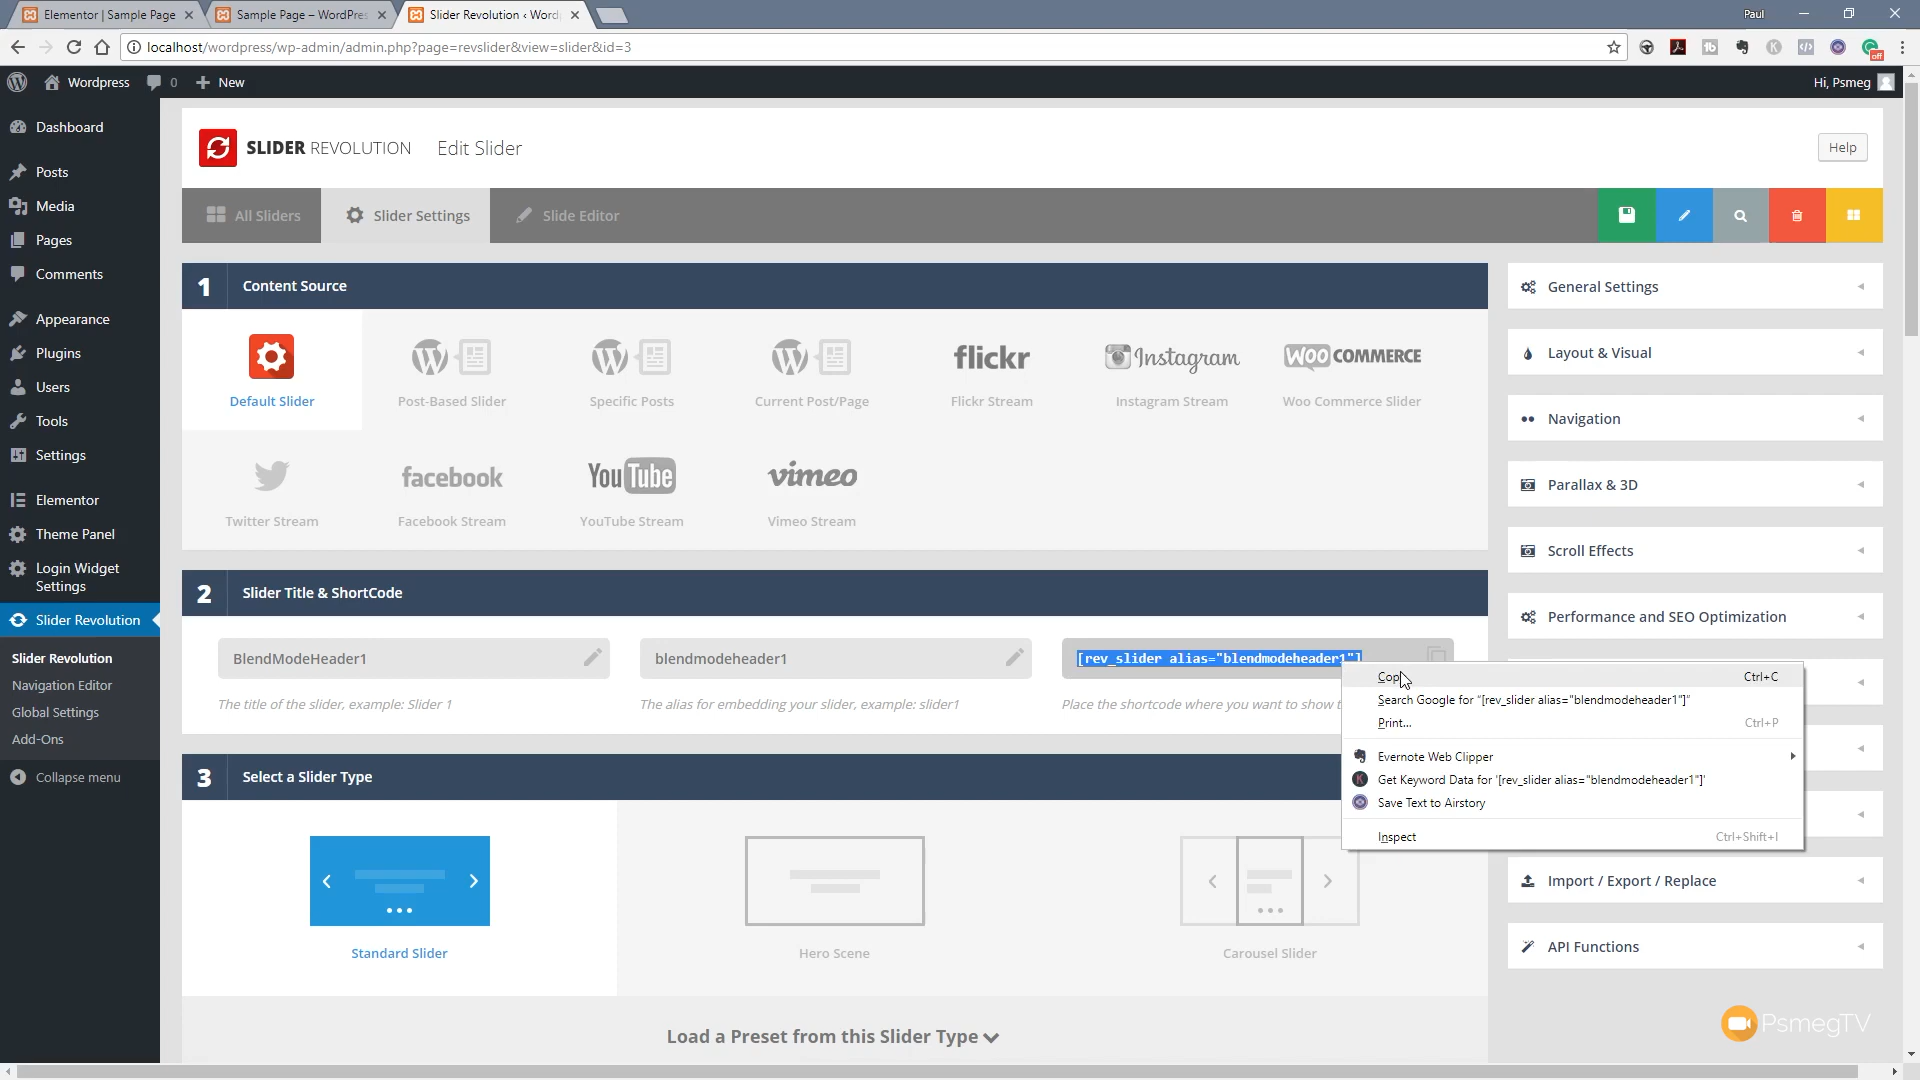 Elementor | Sample Page
Sample Page – WordPres
Slider Revolution ‹ Word
Paul
localhost/wordpress/wp-admin/admin.php?page=revslider&view=slider&id=3
off
Wordpress
0
New
Hi, Psmeg
Dashboard
Posts
Media
Pages
Comments
Appearance
Plugins
Users
Tools
Settings
Elementor
Theme Panel
Login Widget
Settings
Slider Revolution
Slider Revolution
Navigation Editor
Global Settings
Add-Ons
Collapse menu
SLIDER REVOLUTION
Edit Slider
Help
All Sliders
Slider Settings
Slide Editor
1
Content Source
flickr
Instagram
WOO COMMERCE
Default Slider
Post-Based Slider
Specific Posts
Current Post/Page
Flickr Stream
Instagram Stream
Woo Commerce Slider
facebook
YouTube
vimeo
Twitter Stream
Facebook Stream
YouTube Stream
Vimeo Stream
2
Slider Title & ShortCode
BlendModeHeader1
blendmodeheader1
[rev_slider alias="blendmodeheader1"]
The title of the slider, example: Slider 1
The alias for embedding your slider, example: slider1
Place the shortcode where you want to show t
3
Select a Slider Type
Standard Slider
Hero Scene
Carousel Slider
Load a Preset from this Slider Type
General Settings
Layout & Visual
Navigation
Parallax & 3D
Scroll Effects
Performance and SEO Optimization
Import / Export / Replace
API Functions
Cop
Ctrl+C
Search Google for "[rev_slider alias="blendmodeheader1"]"
Print...
Ctrl+P
Evernote Web Clipper
Get Keyword Data for '[rev_slider alias="blendmodeheader1"]'
Save Text to Airstory
Inspect
Ctrl+Shift+I
PsmegTV